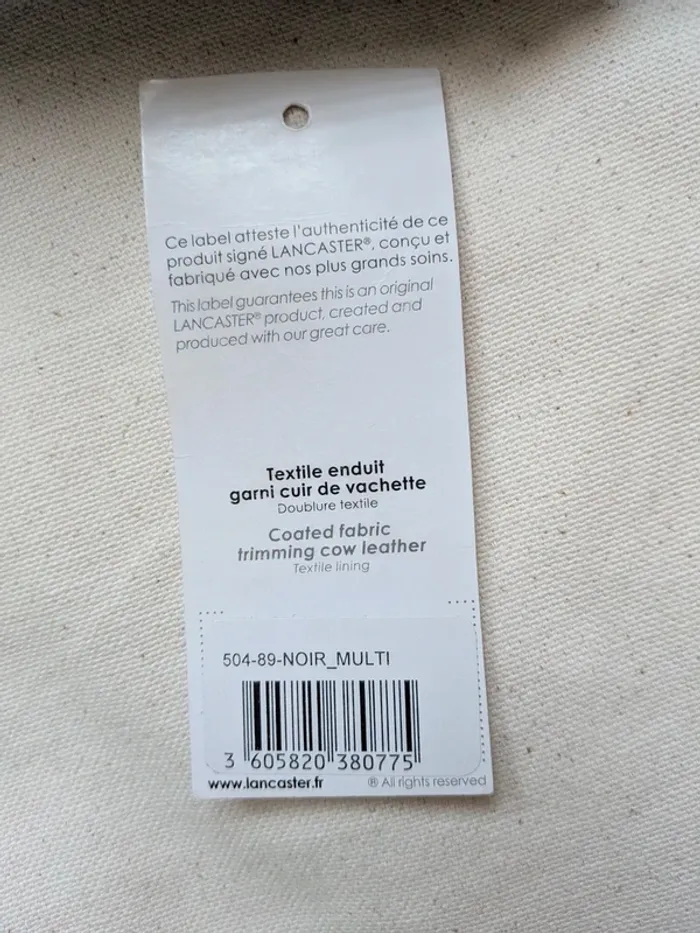 Ce label atteste l'authenticité de ce
produit signé LANCASTER®, conçu et
fabriqué avec nos plus grands soins.
This label guarantees this is an original
LANCASTER® product, created and
produced with our great care.
Textile enduit
garni cuir de vachette
Doublure textile
Coated fabric
trimming cow leather
Textile lining
504-89-NOIR_MULTI
3 605820 380775
www.lancaster.fr ® All rights reserved